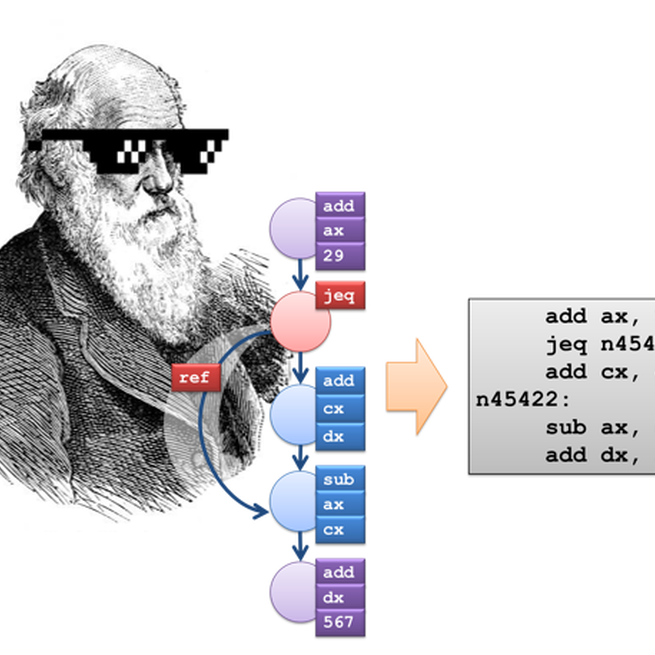 add
ax
29
jeq
ref
add
cx
dx
sub
ax
cx
add
dx
567
add ax,
jeq n454
add cx,
n45422:
sub ax,
add dx,